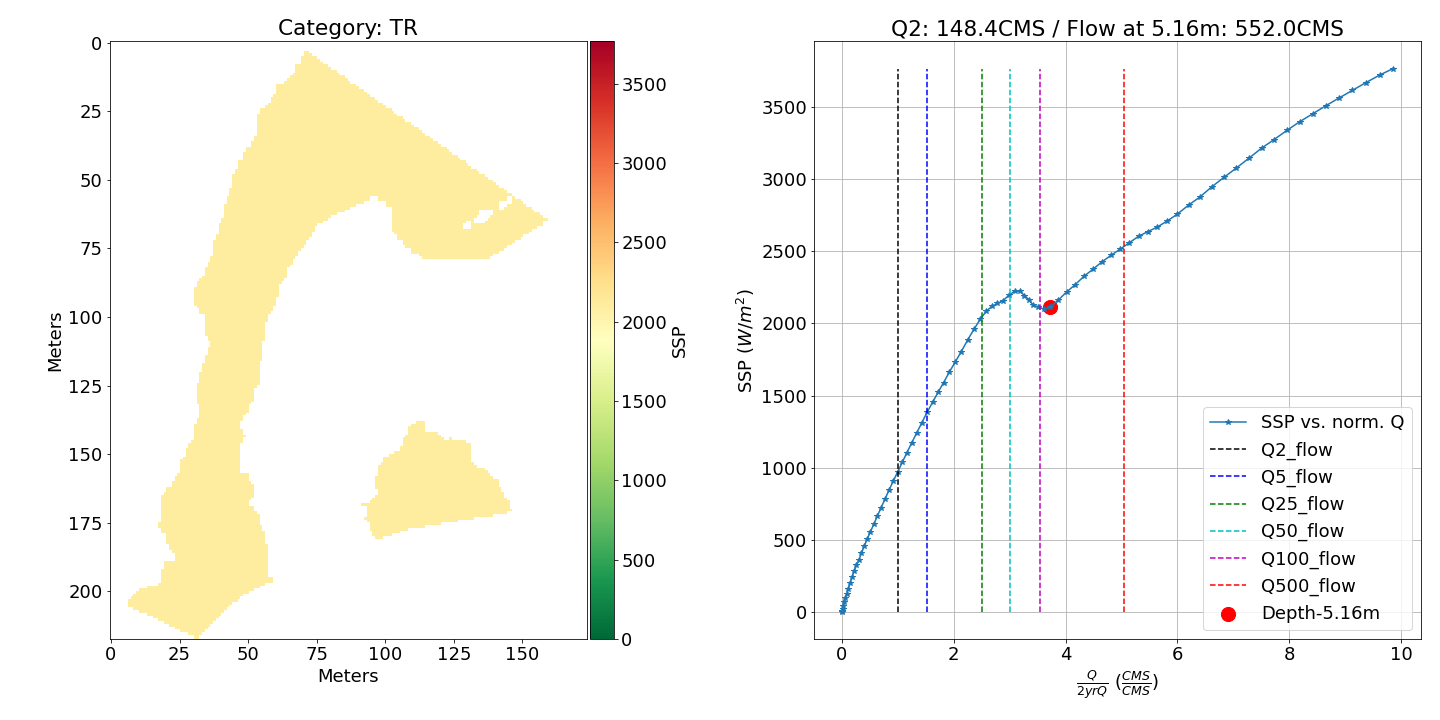 Category: TR
0
25
50
75
100
125
150
175
200
Meters
0
25
50
75
100
125
150
Meters
3500
3000
2500
2000
1500
1000
500
0
SSP
Q2: 148.4CMS / Flow at 5.16m: 552.0CMS
3500
3000
2500
2000
1500
1000
500
0
SSP (W/m²)
0
2
4
6
8
10
Q/2yrQ (CMS/CMS)
SSP vs. norm. Q
Q2_flow
Q5_flow
Q25_flow
Q50_flow
Q100_flow
Q500_flow
Depth-5.16m